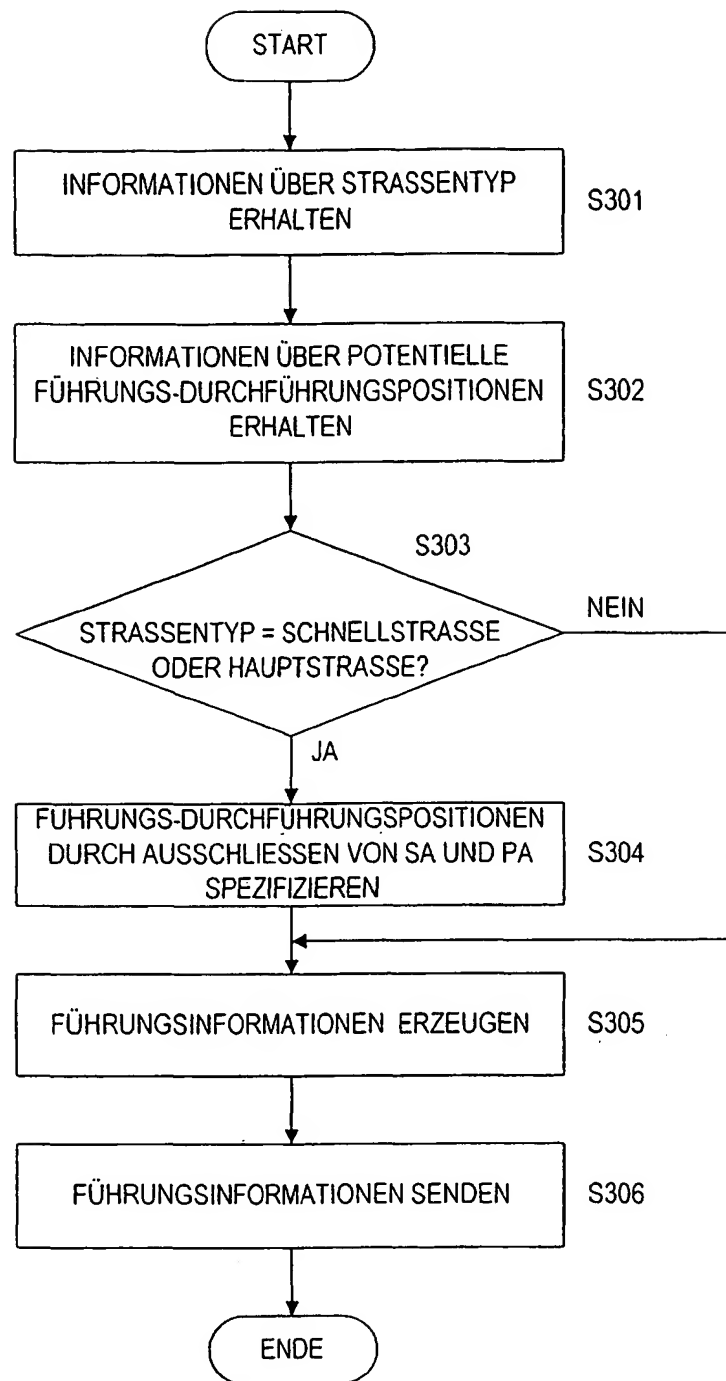 START
INFORMATIONEN ÜBER STRASSENTYP
ERHALTEN
S301
INFORMATIONEN ÜBER POTENTIELLE
FÜHRUNGS-DURCHFÜHRUNGSPOSITIONEN
ERHALTEN
S302
S303
STRASSENTYP = SCHNELLSTRASSE
ODER HAUPTSTRASSE?
NEIN
JA
FÜHRUNGS-DURCHFÜHRUNGSPOSITIONEN
DURCH AUSSCHLIESSEN VON SA UND PA
SPEZIFIZIEREN
S304
FÜHRUNGSINFORMATIONEN ERZEUGEN
S305
FÜHRUNGSINFORMATIONEN SENDEN
S306
ENDE